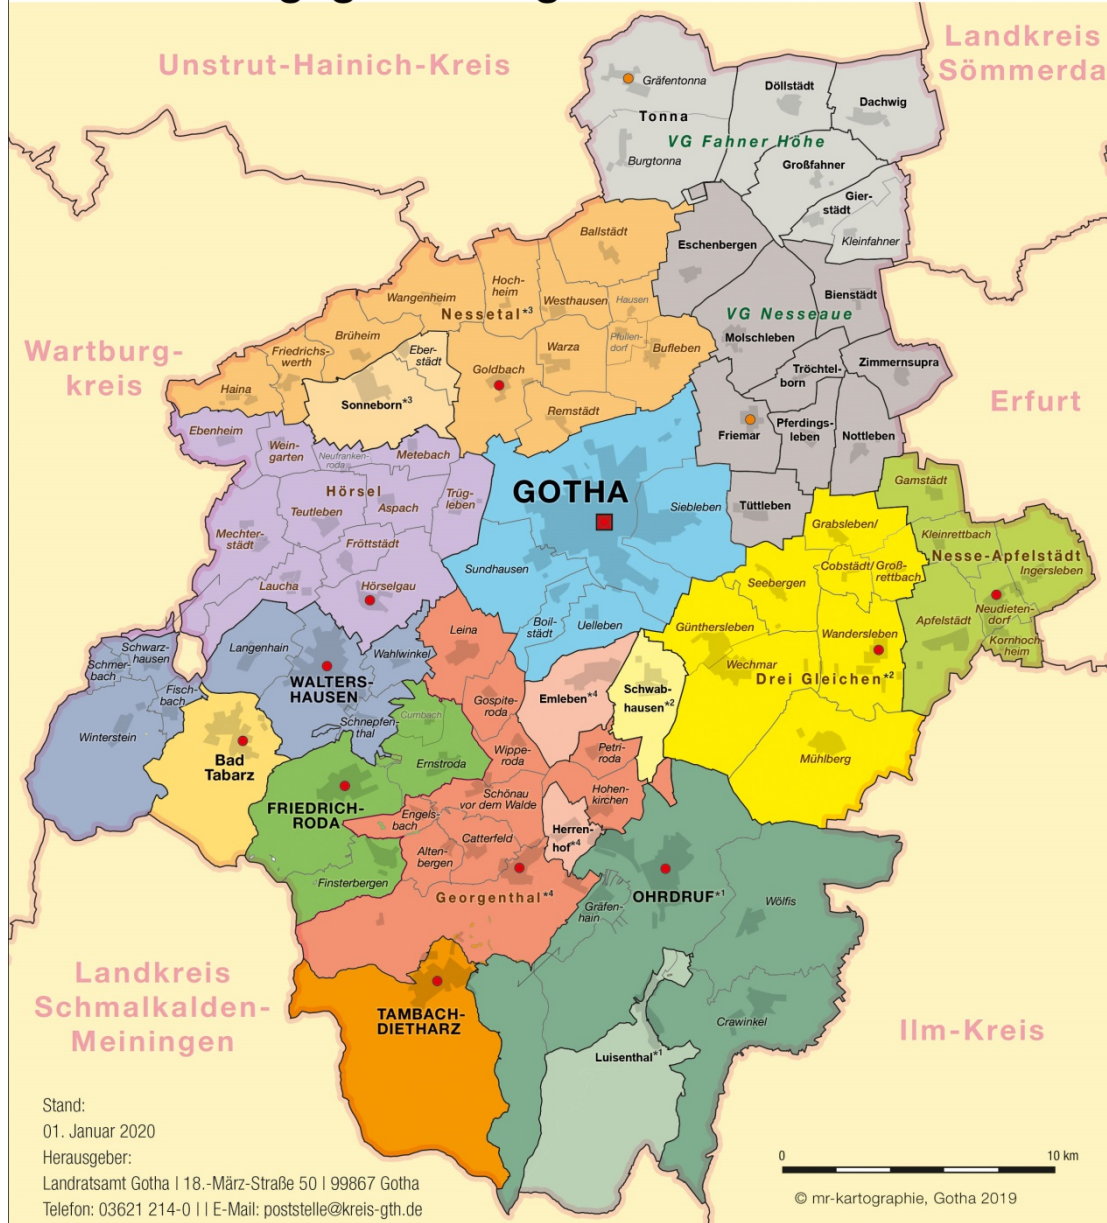 Unstrut-Hainich-Kreis
Landkreis
Sömmerda
Gräfentonna
Tonna
Döllstädt
Dachwig
VG Fahner Höhe
Burgtonna
Großfahner
Gier-
städt
Kleinfahner
Ballstädt
Eschenbergen
Hoch-
heim
Wangenheim
Westhausen
Hausen
Bienstädt
Nessetal*3
VG Nesseaue
Molschleben
Wartburg-
kreis
Brüheim
Friedrichs-
werth
Eber-
städt
Warza
Pfullen-
dorf
Bufleben
Tröchtel-
born
Zimmernsupra
Haina
Goldbach
Sonneborn*3
Remstädt
Erfurt
Ebenheim
Wein-
garten
Neufranken-
roda
Metebach
Friemar
Pferdings-
leben
Nottleben
Hörsel
Teutleben
Aspach
Trüg-
leben
GOTHA
Siebleben
Tüttleben
Gamstädt
Mechter-
städt
Fröttstädt
Grabsleben/
Kleinrettbach
Nesse-Apfelstädt
Ingersleben
Laucha
Hörselgau
Sundhausen
Cobstädt/Groß-
rettbach
Seebergen
Neudieten-
dorf
Boil-
städt
Uelleben
Günthersleben
Wandersleben
Apfelstädt
Kornhoch-
heim
Leina
Schwarz-
hausen
Schmer-
bach
Langenhain
Wahlwinkel
Wechmar
Drei Gleichen*2
WALTERS-
HAUSEN
Fisch-
bach
Emleben*4
Schwab-
hausen*2
Gospite-
roda
Winterstein
Schnepfen-
thal
Cumbach
Bad
Tabarz
Ernstroda
Wippe-
roda
Petri-
roda
Mühlberg
FRIEDRICH-
RODA
Schönau
vor dem Walde
Hohen-
kirchen
Engels-
bach
Catterfeld
Herren-
hof*4
Alten-
bergen
Finsterbergen
Georgenthal*4
Gräfen-
hain
OHRDRUF*1
Wölfis
Landkreis
Schmalkalden-
Meiningen
TAMBACH-
DIETHARZ
Crawinkel
Ilm-Kreis
Luisenthal*1
Stand:
01. Januar 2020
Herausgeber:
Landratsamt Gotha I 18.-März-Straße 50 I 99867 Gotha
Telefon: 03621 214-0 I I E-Mail: poststelle@kreis-gth.de
0 10 km
© mr-kartographie, Gotha 2019